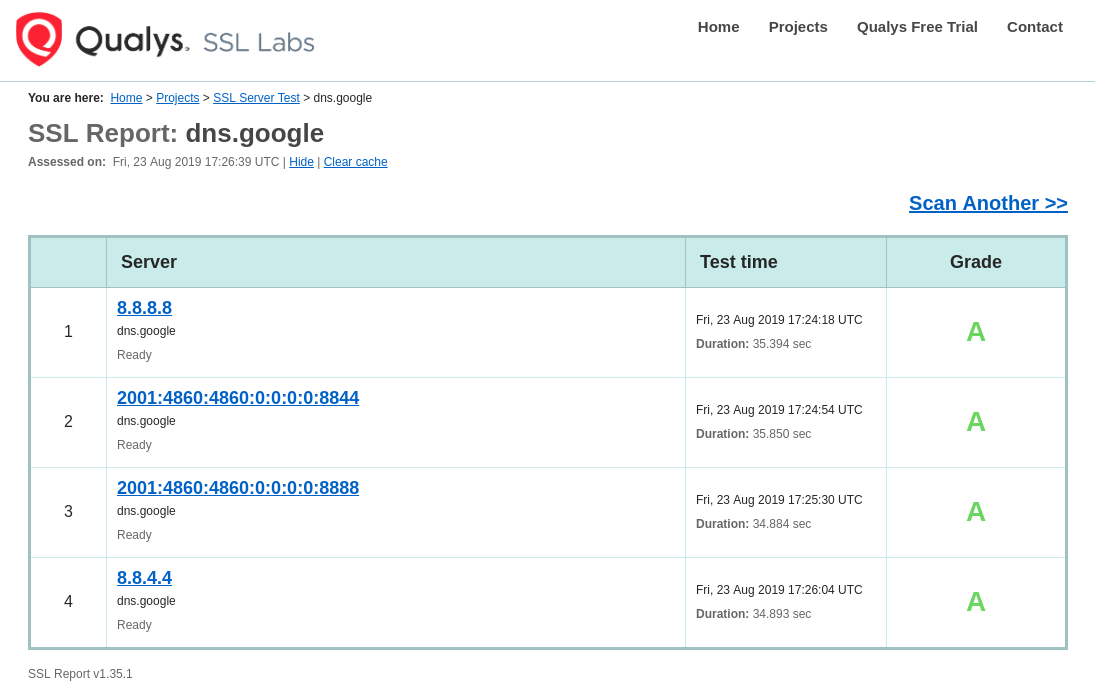 Qualys. SSL Labs
Home Projects Qualys Free Trial Contact
You are here: Home > Projects > SSL Server Test > dns.google
SSL Report: dns.google
Assessed on: Fri, 23 Aug 2019 17:26:39 UTC | Hide | Clear cache
Scan Another >>
Server Test time Grade
1
8.8.8.8
dns.google
Ready
Fri, 23 Aug 2019 17:24:18 UTC
Duration: 35.394 sec
A
2
2001:4860:4860:0:0:0:0:8844
dns.google
Ready
Fri, 23 Aug 2019 17:24:54 UTC
Duration: 35.850 sec
A
3
2001:4860:4860:0:0:0:0:8888
dns.google
Ready
Fri, 23 Aug 2019 17:25:30 UTC
Duration: 34.884 sec
A
4
8.8.4.4
dns.google
Ready
Fri, 23 Aug 2019 17:26:04 UTC
Duration: 34.893 sec
A
SSL Report v1.35.1